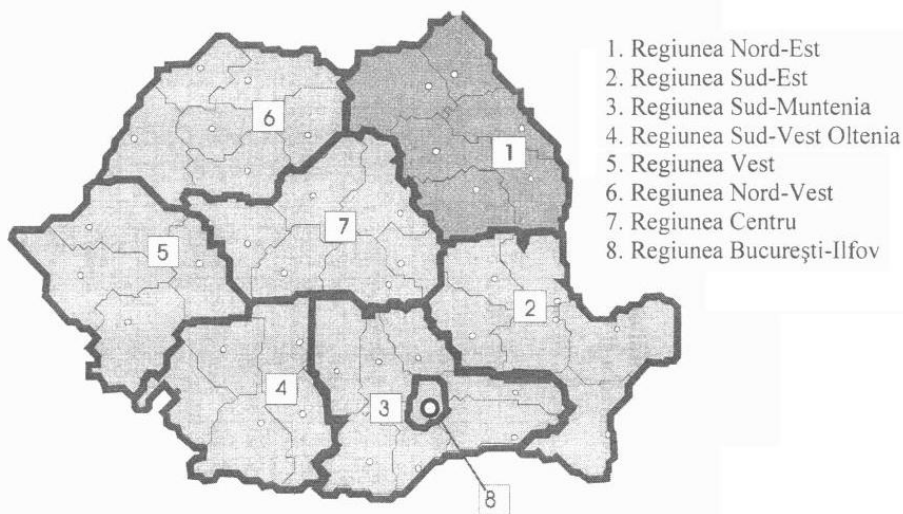 1. Regiunea Nord-Est
2. Regiunea Sud-Est
3. Regiunea Sud-Muntenia
4. Regiunea Sud-Vest Oltenia
5. Regiunea Vest
6. Regiunea Nord-Vest
7. Regiunea Centru
8. Regiunea Bucureşti-Ilfov
6
1
7
5
2
4
3
8